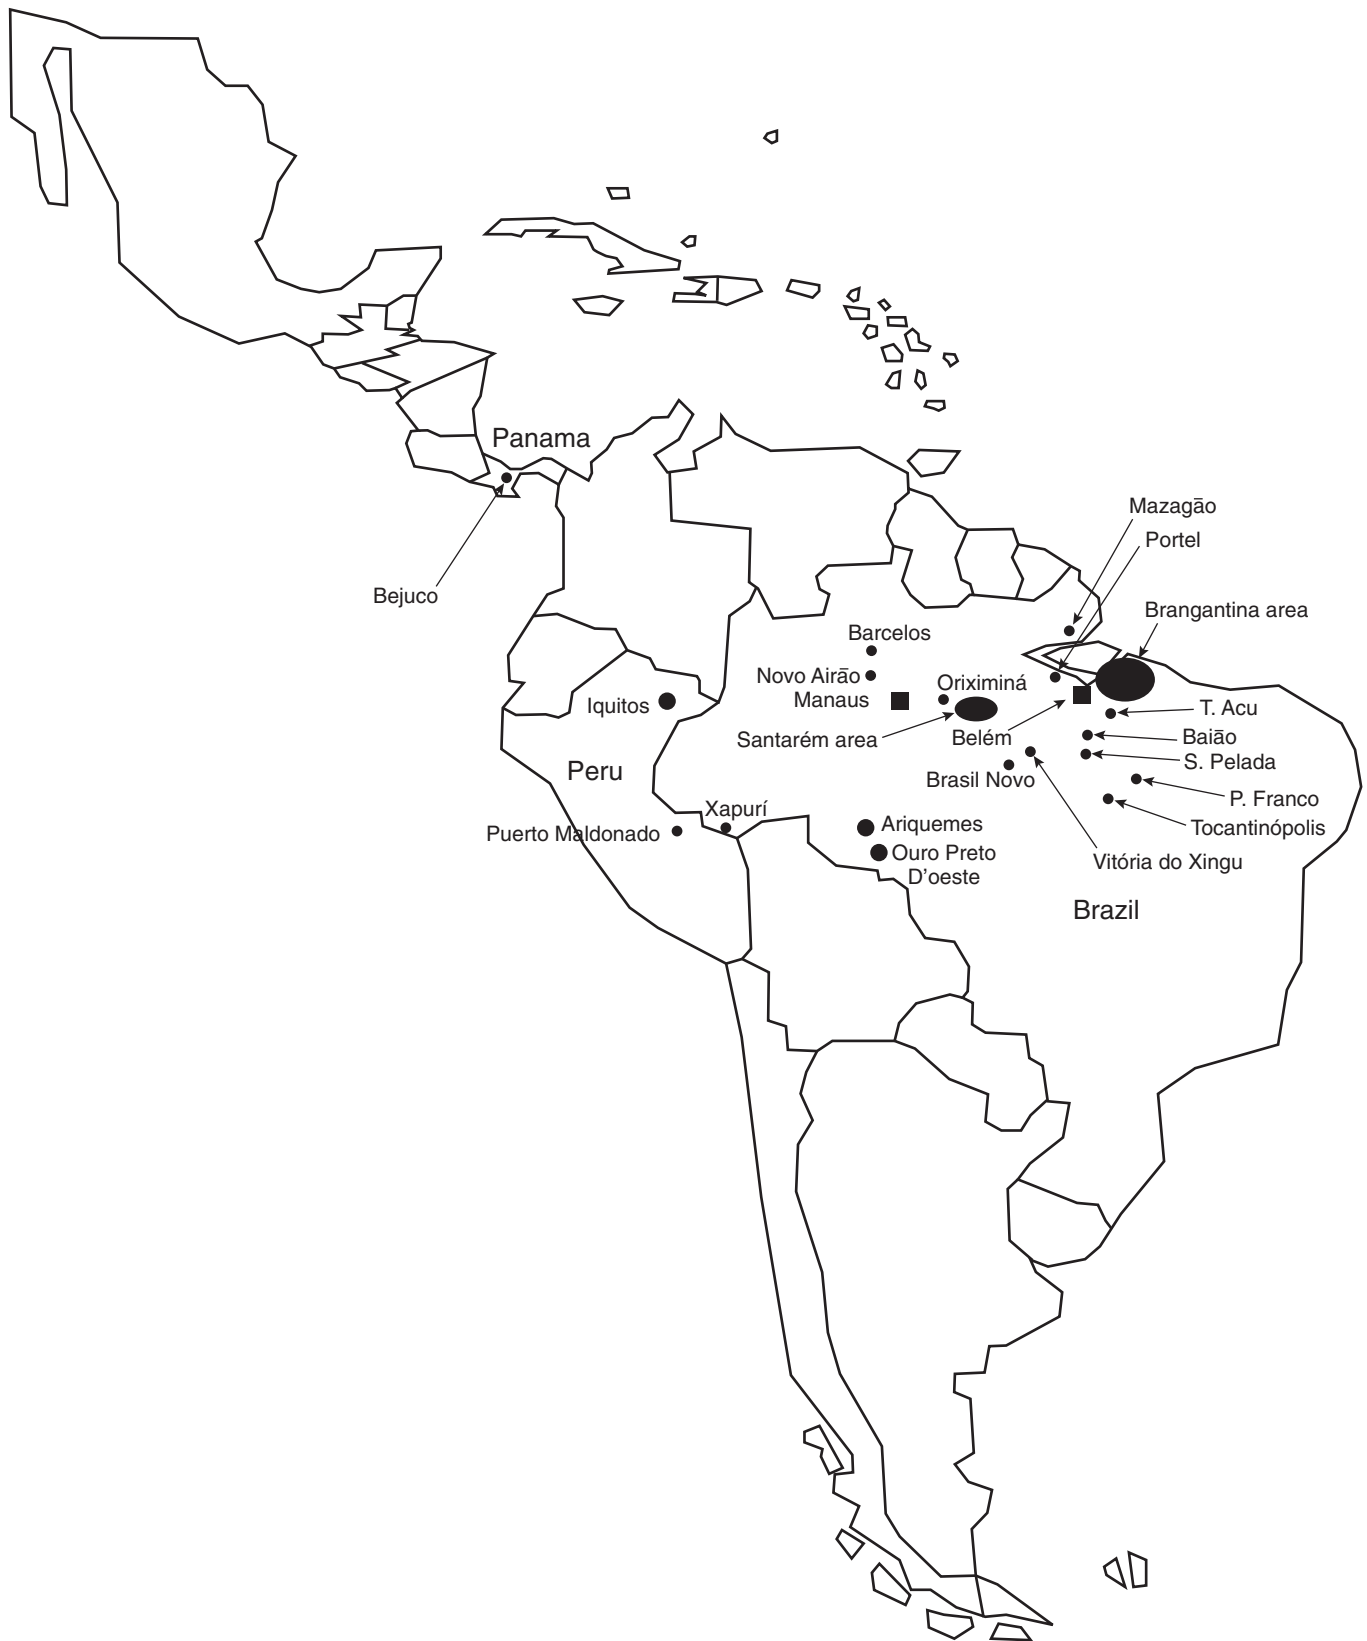 Panama
Mazagão
Portel
Bejuco
Brangantina area
Barcelos
Novo Airão
Oriximiná
Manaus
Iquitos
T. Acu
Santarém area
Belém
Baião
S. Pelada
Peru
Brasil Novo
P. Franco
Xapurí
Ariquemes
Tocantinópolis
Puerto Maldonado
Ouro Preto
D'oeste
Vitória do Xingu
Brazil